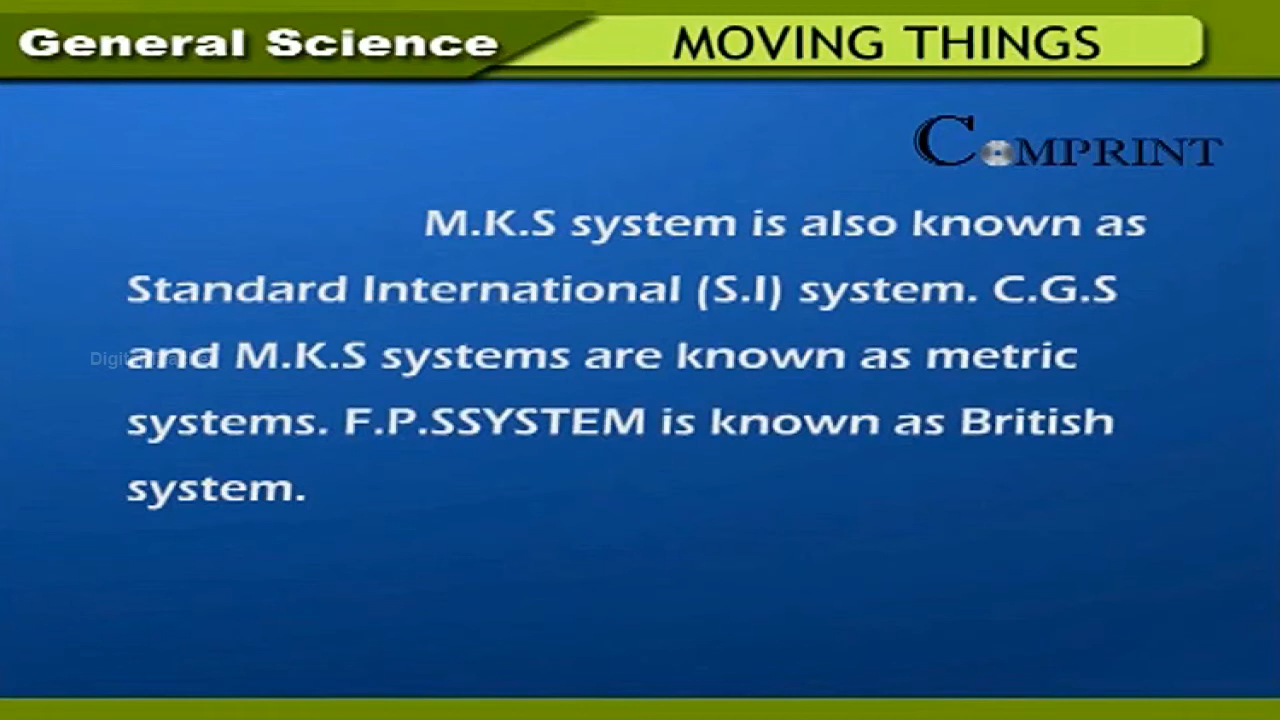 General Science
MOVING THINGS
COMPRINT
M.K.S system is also known as
Standard International (S.I) system. C.G.S
and M.K.S systems are known as metric
systems. F.P.SSYSTEM is known as British
system.